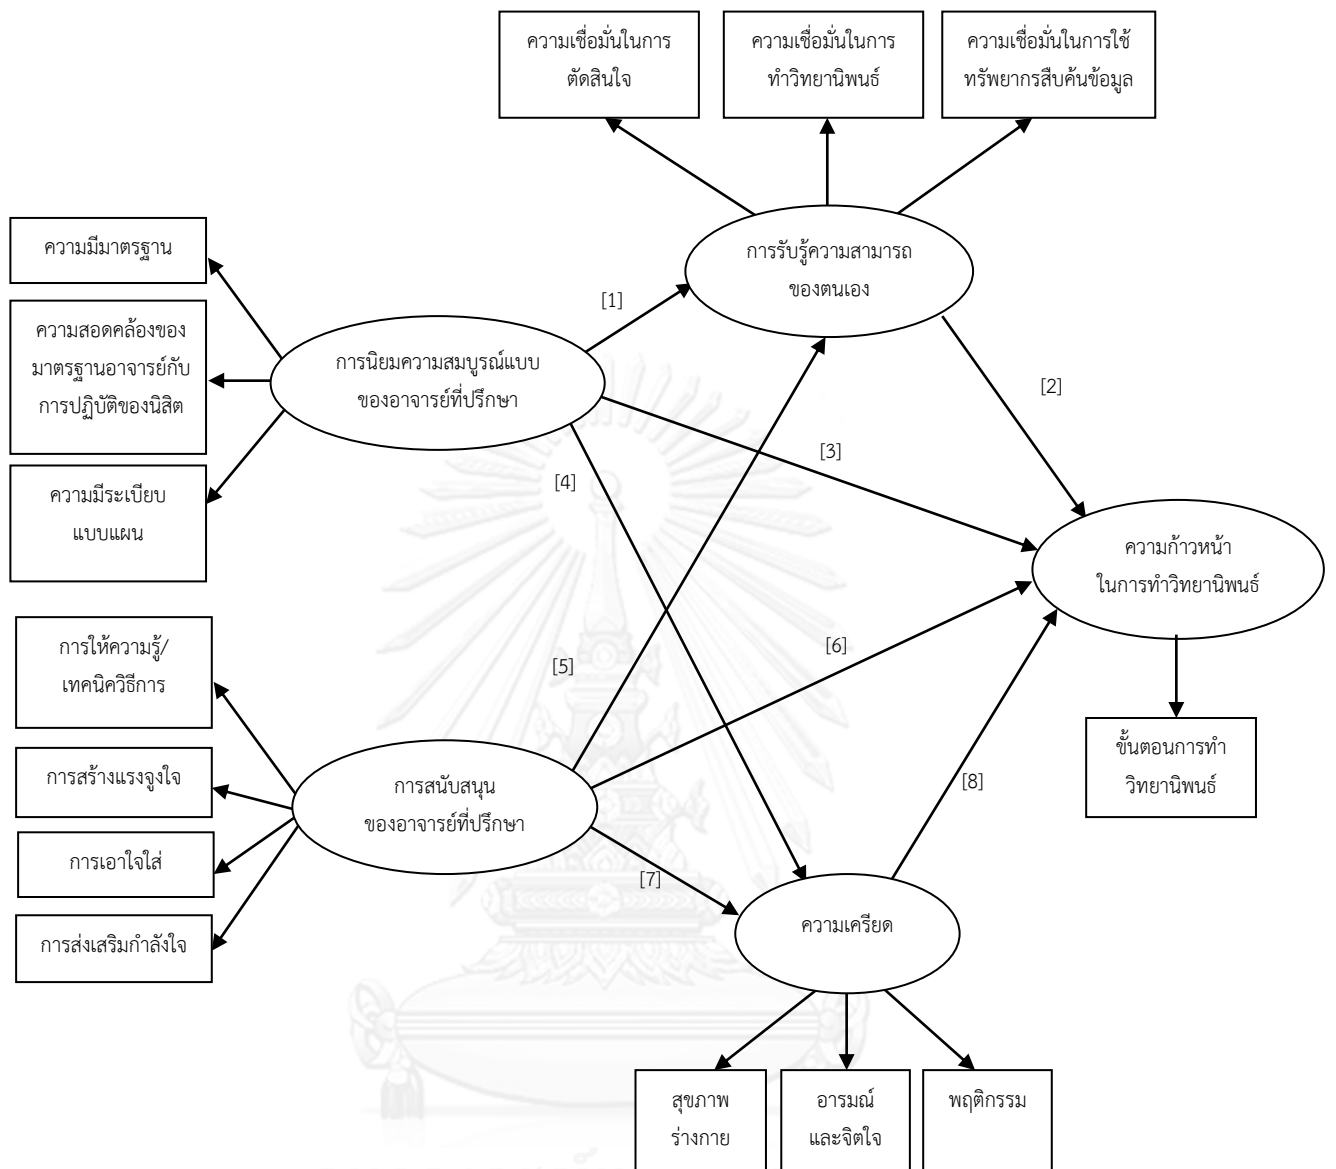 ความเชื่อมั่นในการ
ตัดสินใจ
ความเชื่อมั่นในการ
ทำวิทยานิพนธ์
ความเชื่อมั่นในการใช้
ทรัพยากรสืบค้นข้อมูล
การรับรู้ความสามารถ
ของตนเอง
ความมีมาตรฐาน
ความสอดคล้องของ
มาตรฐานอาจารย์กับ
การปฏิบัติของนิสิต
ความมีระเบียบ
แบบแผน
[1]
การนิยมความสมบูรณ์แบบ
ของอาจารย์ที่ปรึกษา
[2]
[3]
[4]
ความก้าวหน้า
ในการทำวิทยานิพนธ์
การให้ความรู้/
เทคนิควิธีการ
การสร้างแรงจูงใจ
การเอาใจใส่
การส่งเสริมกำลังใจ
[5]
[6]
การสนับสนุน
ของอาจารย์ที่ปรึกษา
ขั้นตอนการทำ
วิทยานิพนธ์
[7]
[8]
ความเครียด
สุขภาพ
ร่างกาย
อารมณ์
และจิตใจ
พฤติกรรม